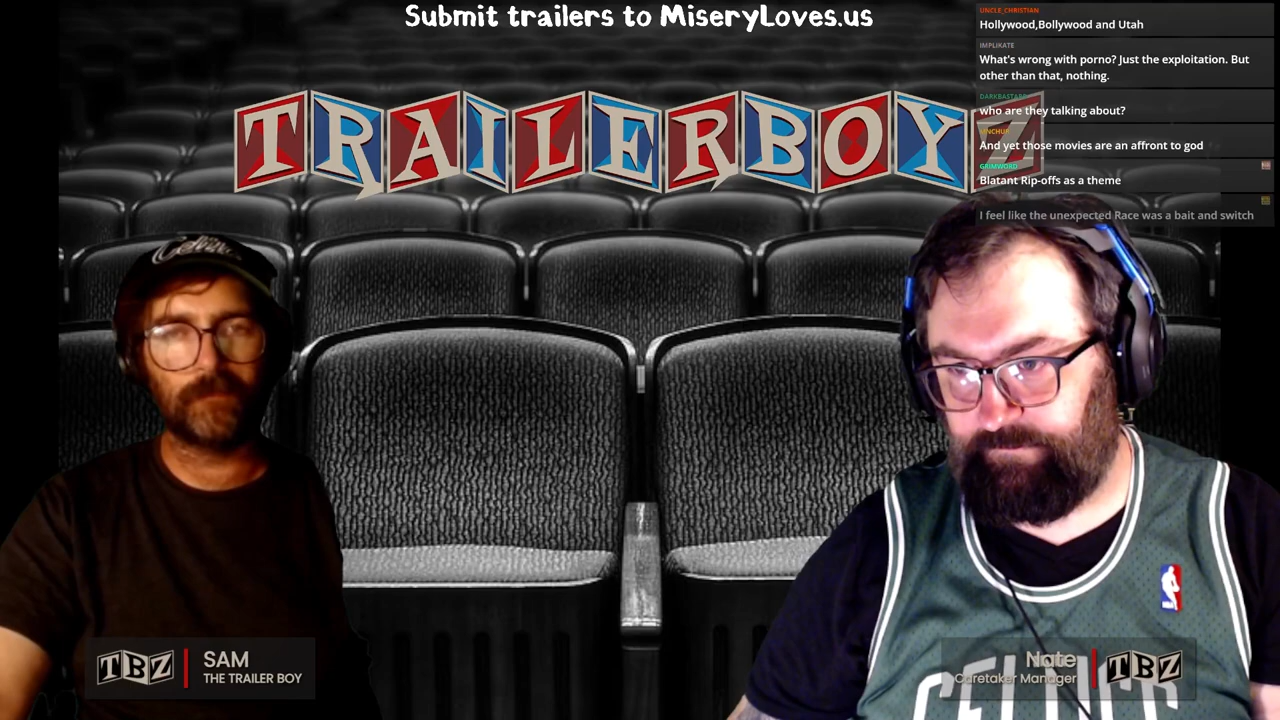 Submit trailers to MiseryLoves.us
UNCLE_CHRISTIAN
Hollywood,Bollywood and Utah
IMPLIKATE
What's wrong with porno? Just the exploitation. But
other than that, nothing.
who are they talking about?
And yet those movies are an affront to god
GRIMWORD
Blatant Rip-offs as a theme
I feel like the unexpected Race was a bait and switch
TRAILERBOYZ
TBZ
SAM
THE TRAILER BOY
Nate
Caretaker Manager
TBZ
CELTICS